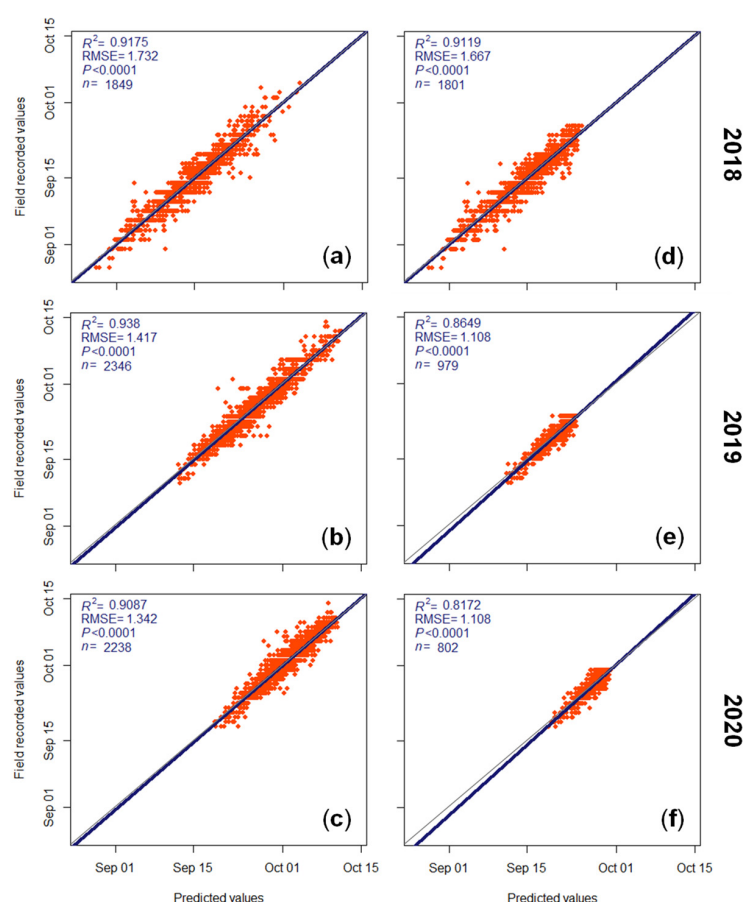 R²= 0.9175
RMSE= 1.732
P<0.0001
n= 1849
(a)
Oct 15
Oct 01
Sep 15
Sep 01
Field recorded values
R²= 0.9119
RMSE= 1.667
P<0.0001
n= 1801
(d)
2018
R²= 0.938
RMSE= 1.417
P<0.0001
n= 2346
(b)
Oct 15
Oct 01
Sep 15
Sep 01
Field recorded values
R²= 0.8649
RMSE= 1.108
P<0.0001
n= 979
(e)
2019
R²= 0.9087
RMSE= 1.342
P<0.0001
n= 2238
(c)
Oct 15
Oct 01
Sep 15
Sep 01
Field recorded values
R²= 0.8172
RMSE= 1.108
P<0.0001
n= 802
(f)
2020
Sep 01 Sep 15 Oct 01 Oct 15
Sep 01 Sep 15 Oct 01 Oct 15
Predicted values
Predicted values